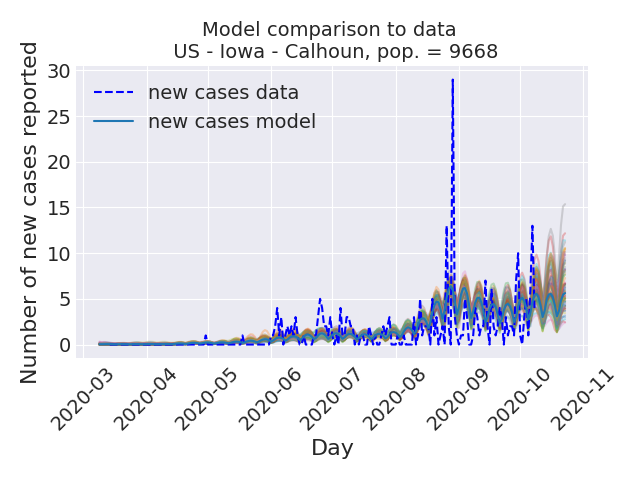 Model comparison to data
US - Iowa - Calhoun, pop. = 9668
Number of new cases reported
30
25
20
15
10
5
0
new cases data
new cases model
2020-03
2020-04
2020-05
2020-06
2020-07
2020-08
2020-09
2020-10
2020-11
Day